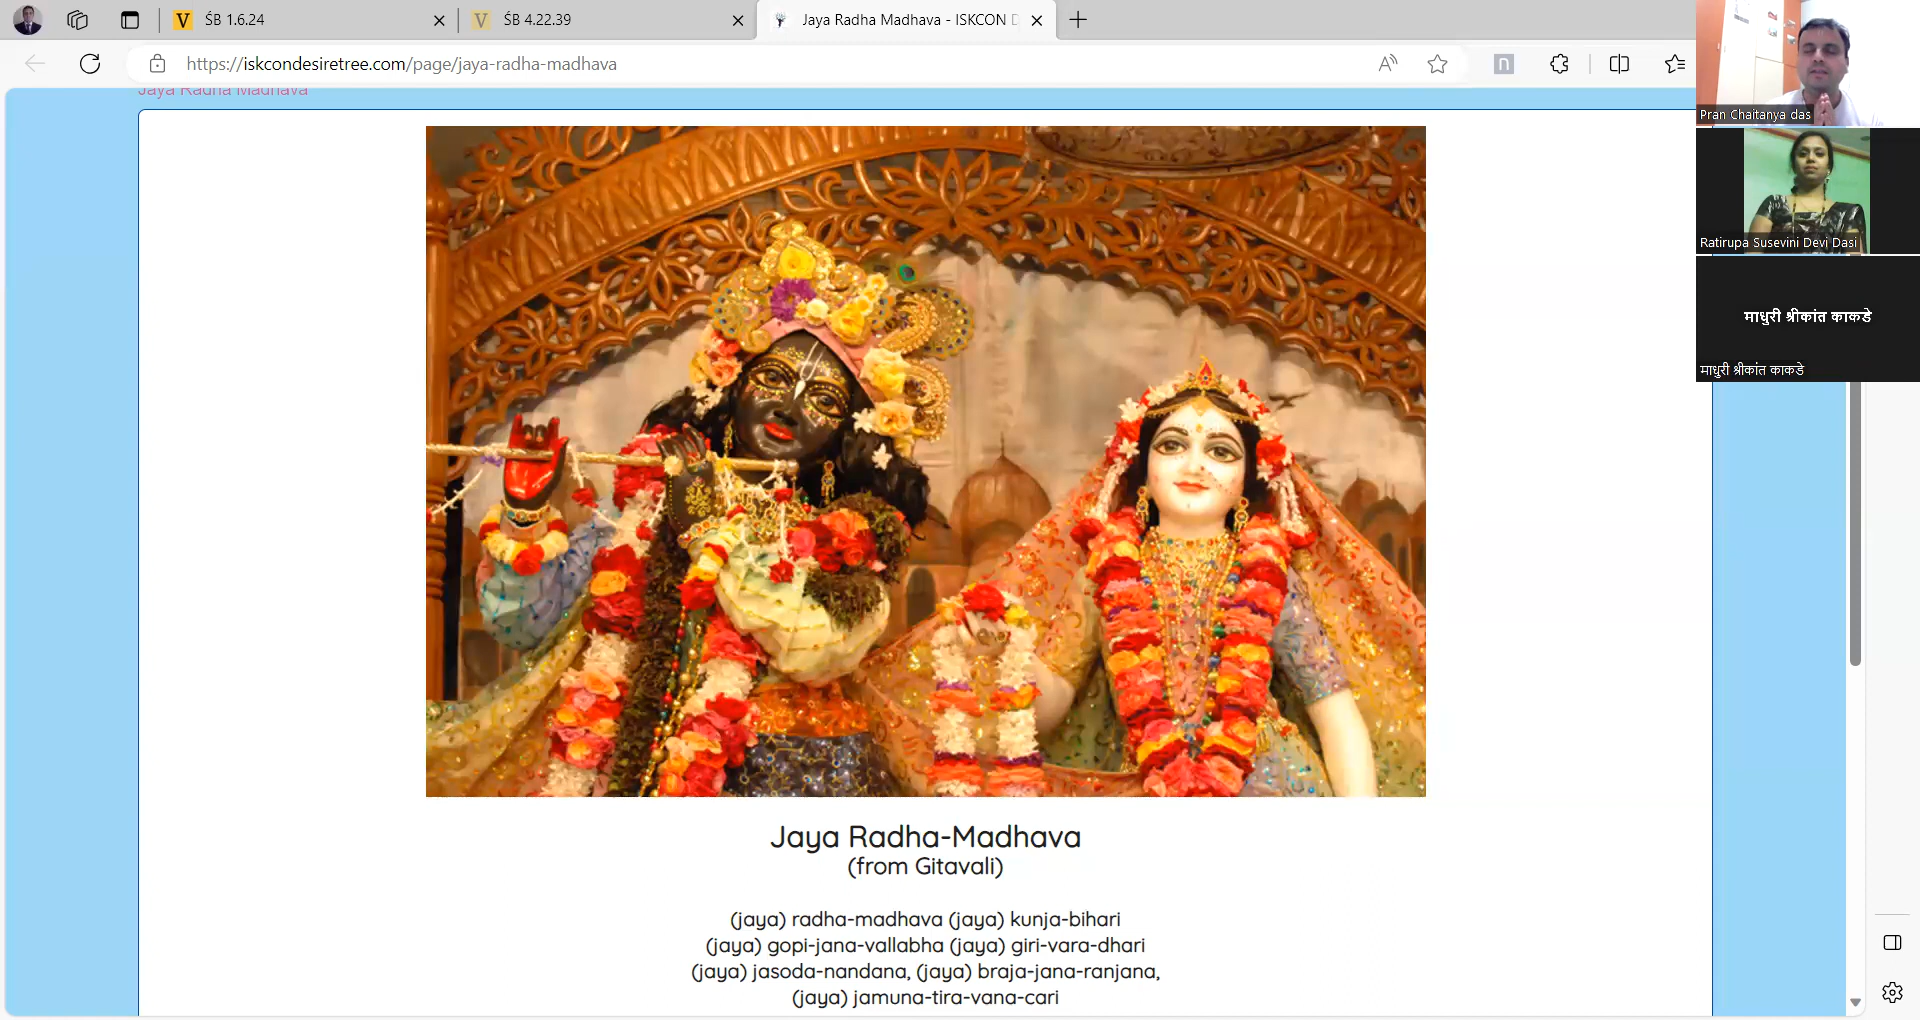 ŚB 1.6.24
ŚB 4.22.39
Jaya Radha Madhava - ISKCON D
https://iskcondesiretree.com/page/jaya-radha-madhava
Jaya Radha Madhava
Pran Chaitanya das
Ratirupa Susevini Devi Dasi
माधुरी श्रीकांत काकडे
माधुरी श्रीकांत काकडे
Jaya Radha-Madhava
(from Gitavali)
(jaya) radha-madhava (jaya) kunja-bihari
(jaya) gopi-jana-vallabha (jaya) giri-vara-dhari
(jaya) jasoda-nandana, (jaya) braja-jana-ranjana,
(jaya) jamuna-tira-vana-cari